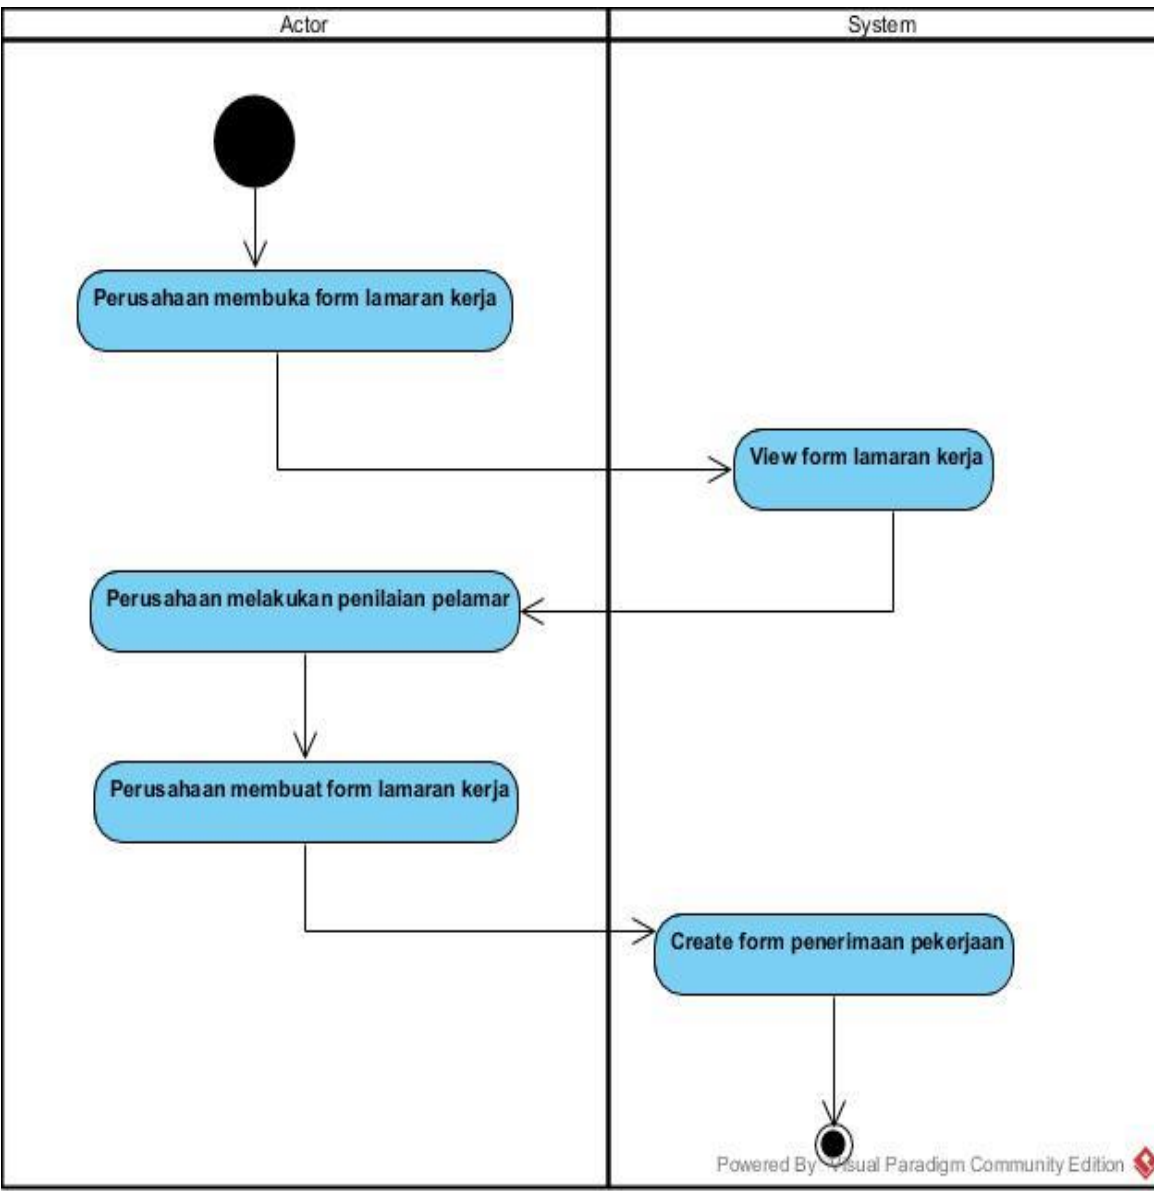 Actor
System
Perusahaan membuka form lamaran kerja
View form lamaran kerja
Perusahaan melakukan penilaian pelamar
Perusahaan membuat form lamaran kerja
Create form penerimaan pekerjaan
Powered By Visual Paradigm Community Edition